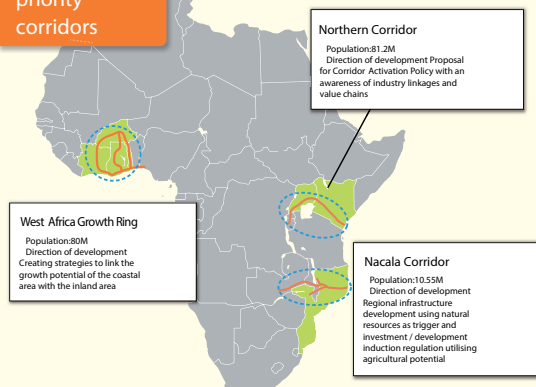 priority
corridors
Northern Corridor
Population:81.2M
Direction of development Proposal
for Corridor Activation Policy with an
awareness of industry linkages and
value chains
West Africa Growth Ring
Population:80M
Direction of development
Creating strategies to link the
growth potential of the coastal
area with the inland area
Nacala Corridor
Population:10.55M
Direction of development
Regional infrastructure
development using natural
resources as trigger and
investment / development
induction regulation utilising
agricultural potential